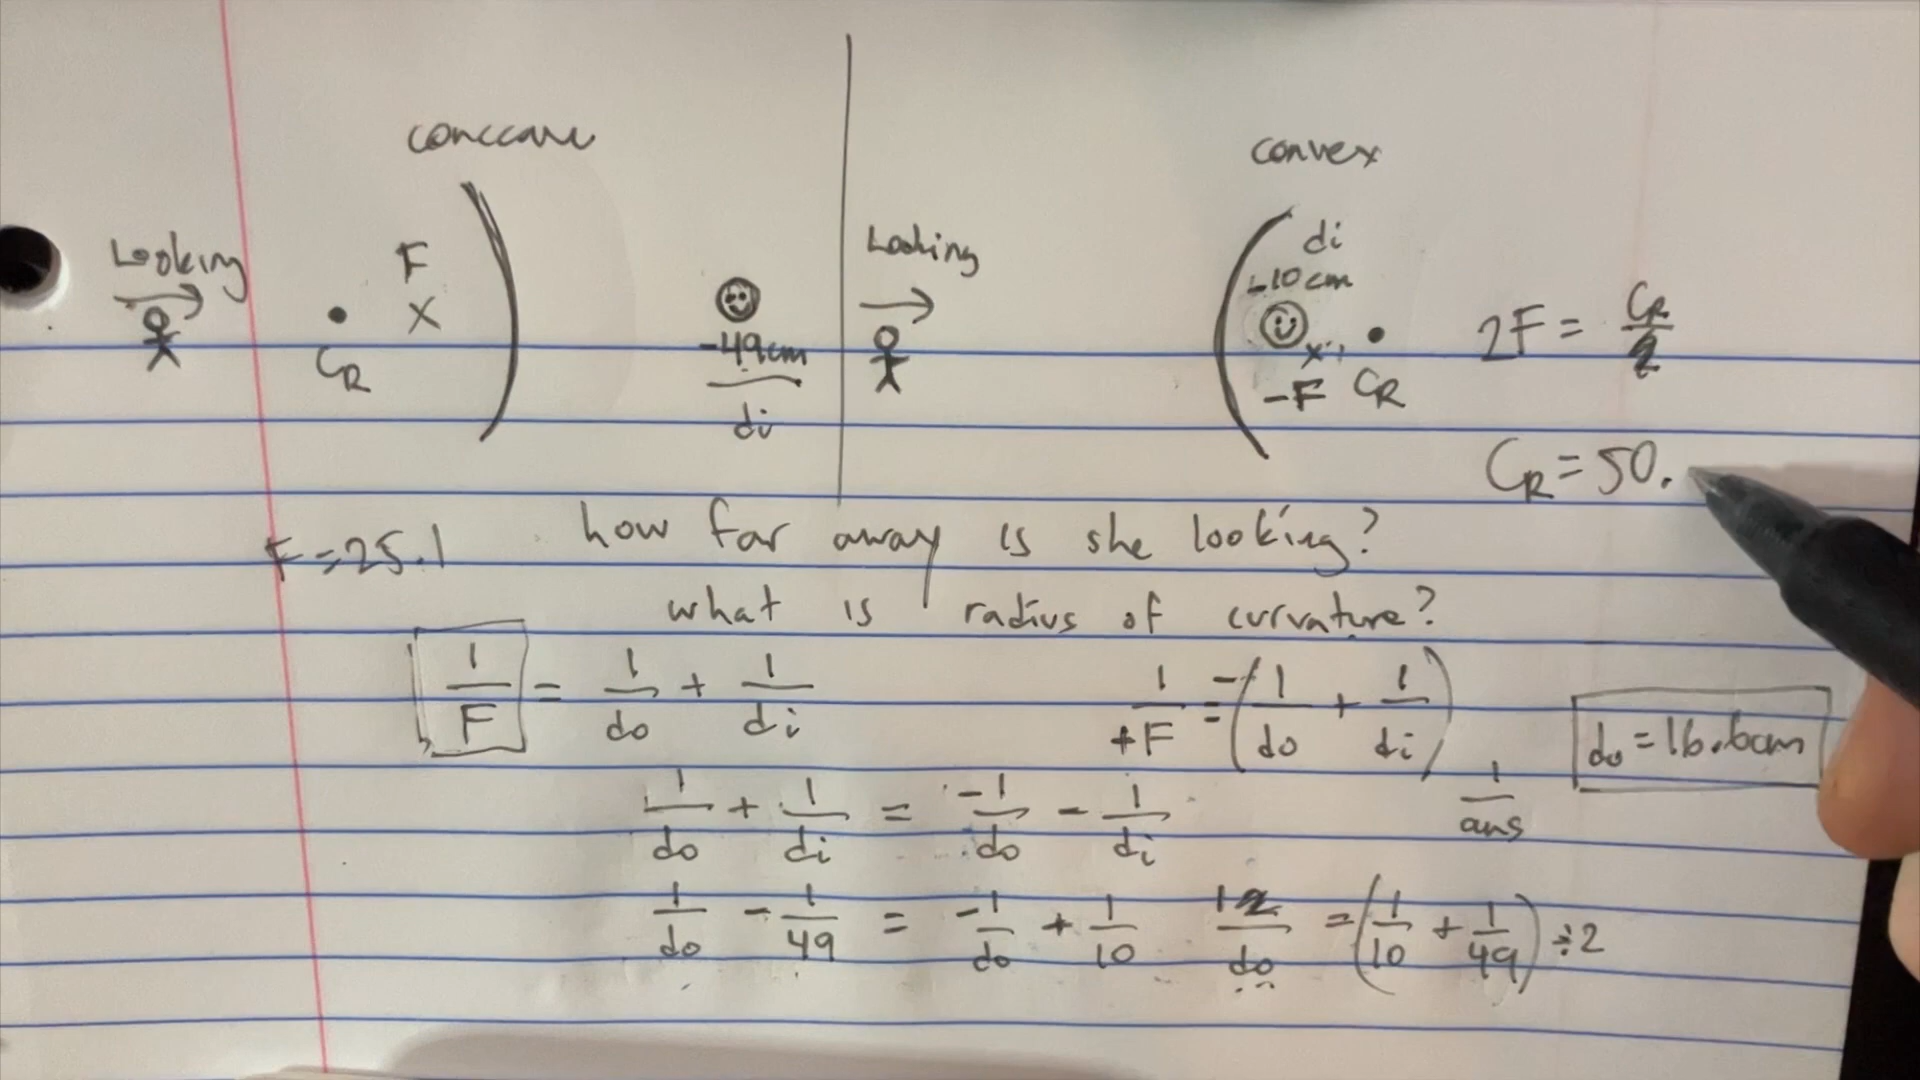 conccave
convex
Looking
F
X
CR
-49cm
di
Looking
di
-10cm
x
-F CR
2F = CR/2
CR = 50.
F = 25.1
how far away is she looking?
what is radius of curvature?
1/F = 1/do + 1/di
1/+F = -(1/do + 1/di)
do = 16.6cm
1/do + 1/di = -1/do - 1/di
1/ans
1/do - 1/49 = -1/do + 1/10
1/do = (1/10 + 1/49) ÷ 2